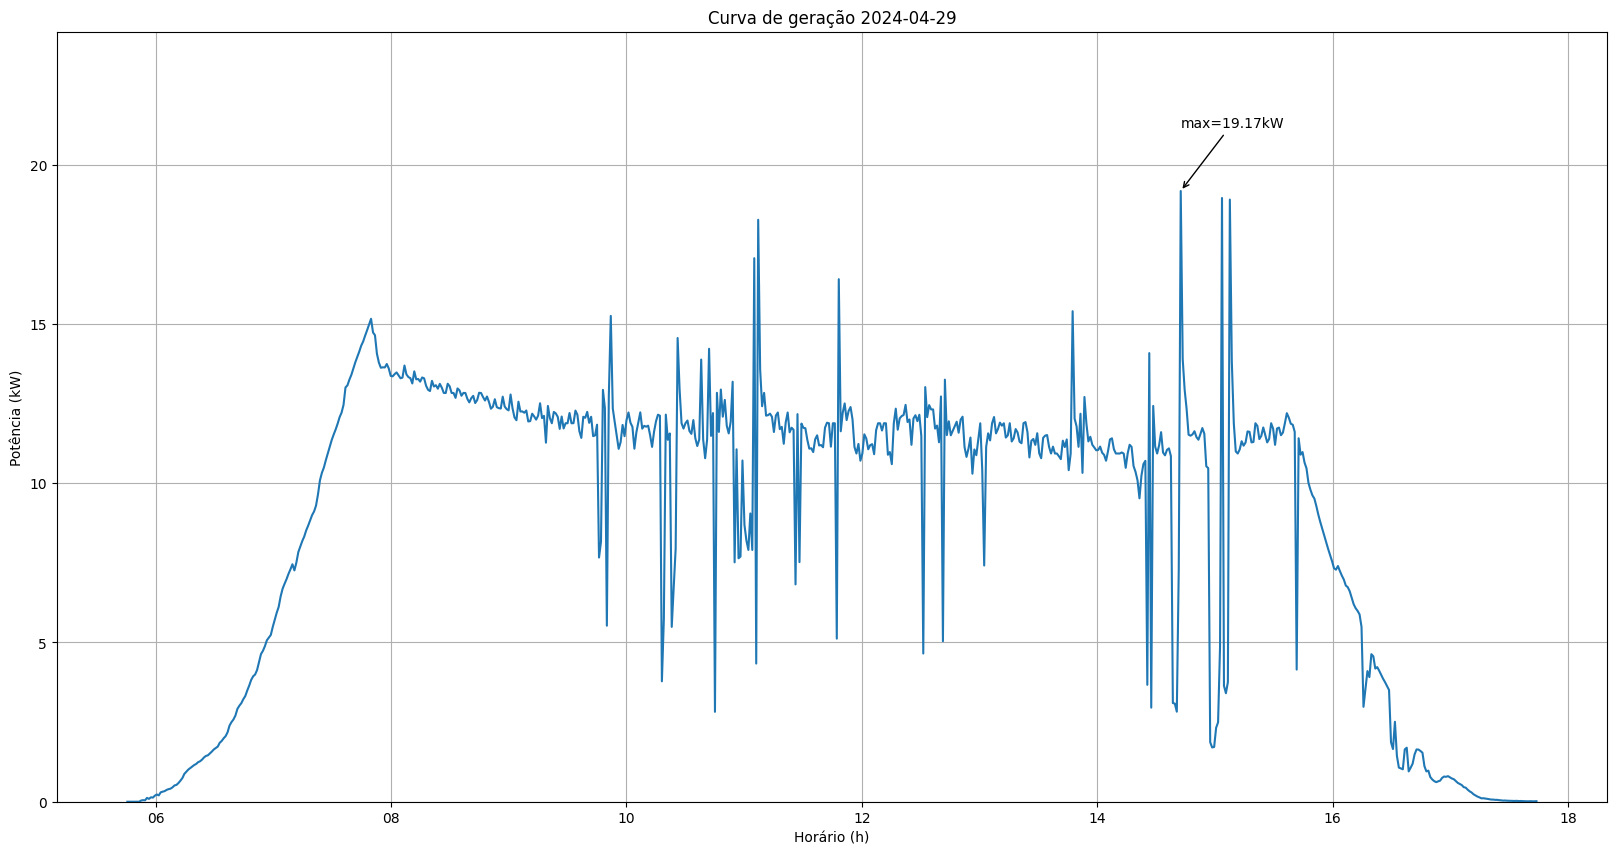 Curva de geração 2024-04-29
max=19.17kW
Potência (kW)
20
15
10
5
0
06 08 10 12 14 16 18
Horário (h)